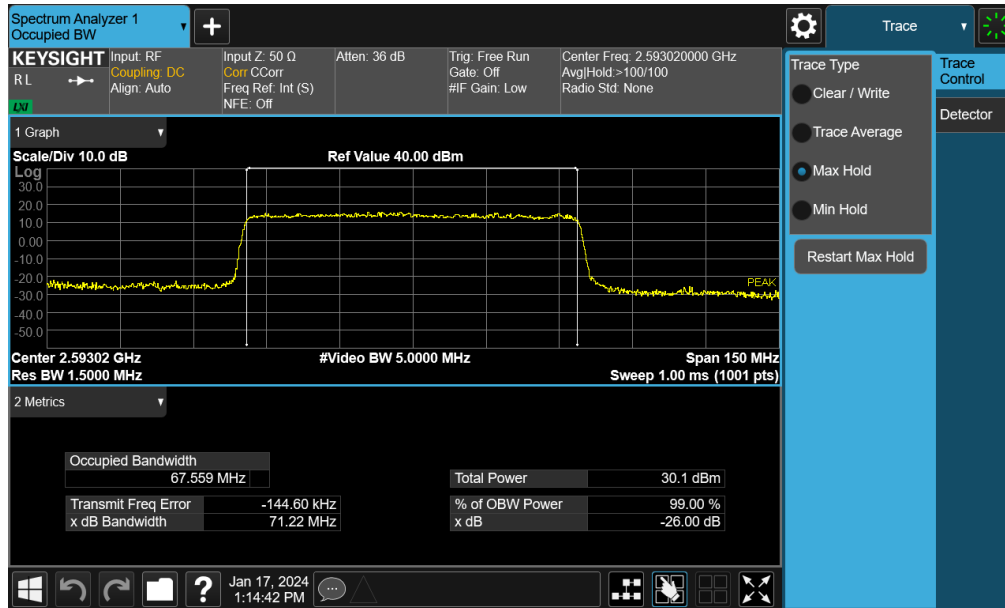 Spectrum Analyzer 1
Occupied BW
Trace
KEYSIGHT
R L
LXI
Input: RF
Coupling: DC
Align: Auto
Input Z: 50 Ω
Corr CCorr
Freq Ref: Int (S)
NFE: Off
Atten: 36 dB
Trig: Free Run
Gate: Off
#IF Gain: Low
Center Freq: 2.593020000 GHz
Avg|Hold:>100/100
Radio Std: None
1 Graph
Scale/Div 10.0 dB
Ref Value 40.00 dBm
Log
30.0
20.0
10.0
0.00
-10.0
-20.0
-30.0
-40.0
-50.0
PEAK
Center 2.59302 GHz
#Video BW 5.0000 MHz
Span 150 MHz
Res BW 1.5000 MHz
Sweep 1.00 ms (1001 pts)
2 Metrics
Occupied Bandwidth
67.559 MHz
Total Power 30.1 dBm
Transmit Freq Error -144.60 kHz
% of OBW Power 99.00 %
x dB Bandwidth 71.22 MHz
x dB -26.00 dB
Trace Type
Clear / Write
Trace Average
Max Hold
Min Hold
Restart Max Hold
Trace
Control
Detector
?
Jan 17, 2024
1:14:42 PM